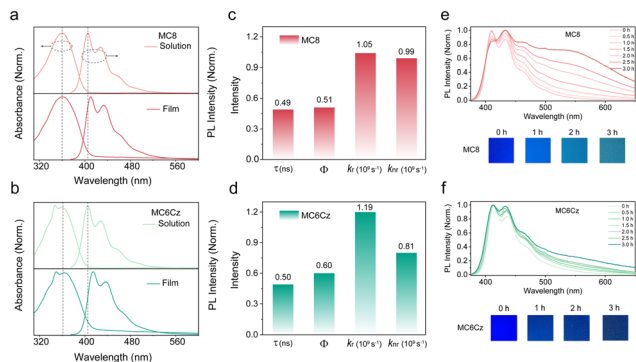 a
MC8
Solution
Film
Absorbance (Norm.)
PL Intensity (Norm.)
320
400
480
560
Wavelength (nm)
b
MC6Cz
Solution
Film
Absorbance (Norm.)
PL Intensity (Norm.)
320
400
480
560
Wavelength (nm)
c
MC8
Intensity
1.2
0.9
0.6
0.3
0.0
0.49
0.51
1.05
0.99
τ (ns)
Φ
kr (10⁹ s⁻¹)
knr (10⁹ s⁻¹)
d
MC6Cz
Intensity
1.2
0.9
0.6
0.3
0.0
0.50
0.60
1.19
0.81
τ (ns)
Φ
kr (10⁹ s⁻¹)
knr (10⁹ s⁻¹)
e
MC8
PL Intensity (Norm.)
1.0
0.8
0.6
0.4
0.2
0.0
0 h
0.5 h
1.0 h
1.5 h
2.0 h
2.5 h
3.0 h
400
500
600
Wavelength (nm)
MC8
0 h
1 h
2 h
3 h
f
MC6Cz
PL Intensity (Norm.)
1.0
0.8
0.6
0.4
0.2
0.0
0 h
0.5 h
1.0 h
1.5 h
2.0 h
2.5 h
3.0 h
400
500
600
Wavelength (nm)
MC6Cz
0 h
1 h
2 h
3 h